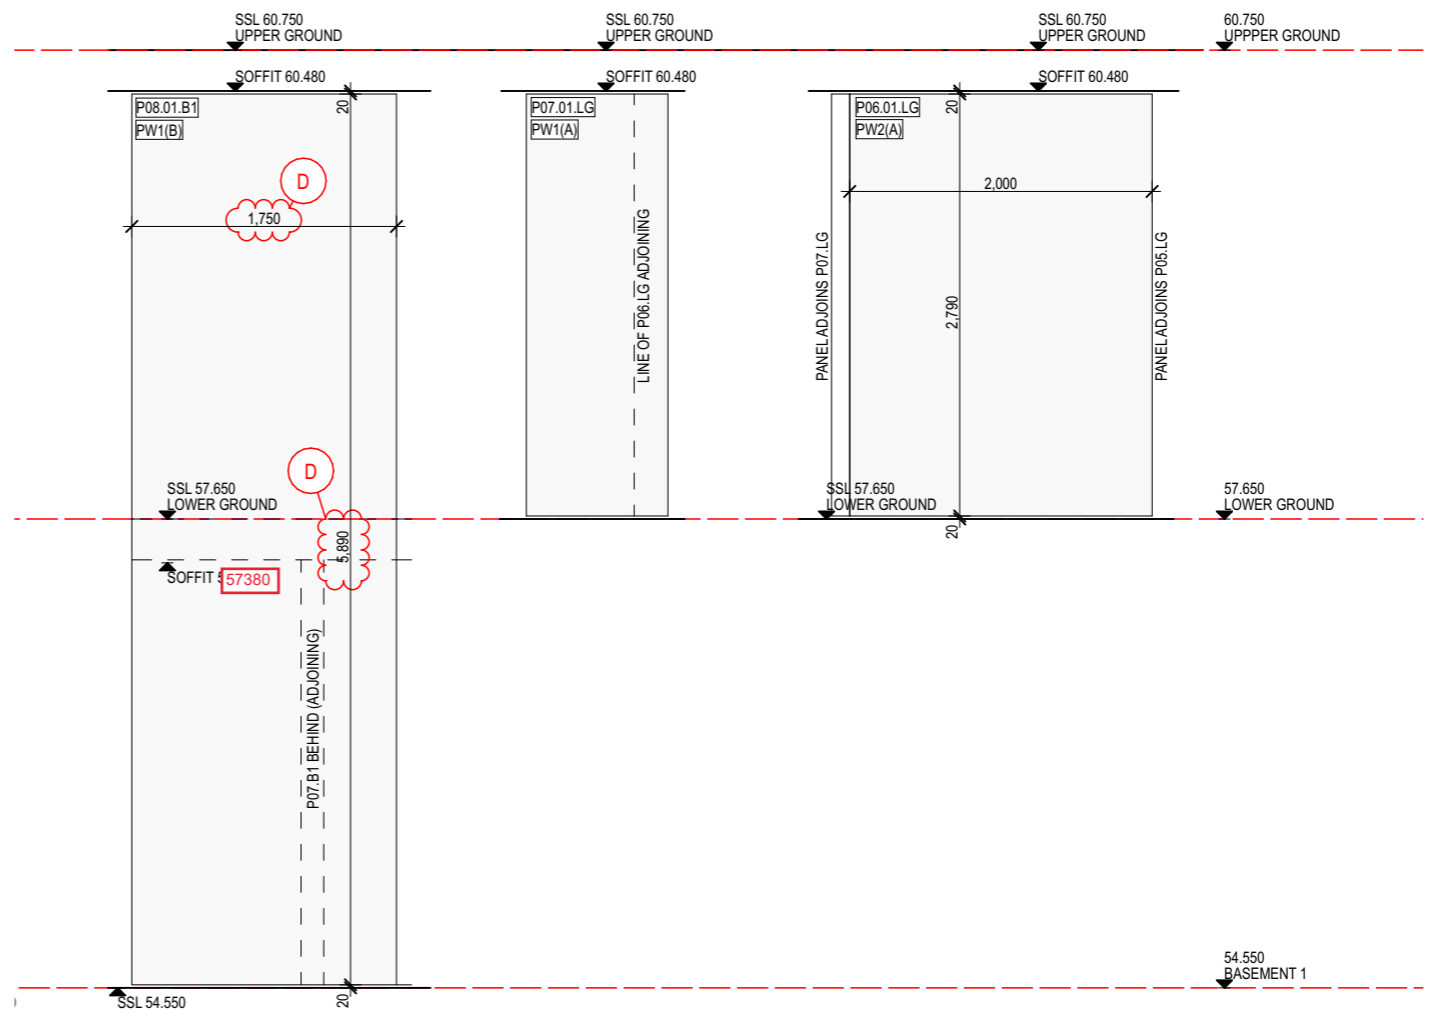 SSL 60.750
UPPER GROUND
SSL 60.750
UPPER GROUND
SSL 60.750
UPPER GROUND
60.750
UPPPER GROUND
SOFFIT 60.480
SOFFIT 60.480
SOFFIT 60.480
P08.01.B1
PW1(B)
20
P07.01.LG
PW1(A)
P06.01.LG
PW2(A)
20
D
1,750
2,000
LINE OF P06.LG ADJOINING
PANEL ADJOINS P07.LG
2,790
PANEL ADJOINS P05.LG
D
SSL 57.650
LOWER GROUND
SSL 57.650
LOWER GROUND
57.650
LOWER GROUND
5,890
20
SOFFIT
57380
P07.B1 BEHIND (ADJOINING)
54.550
BASEMENT 1
SSL 54.550
20